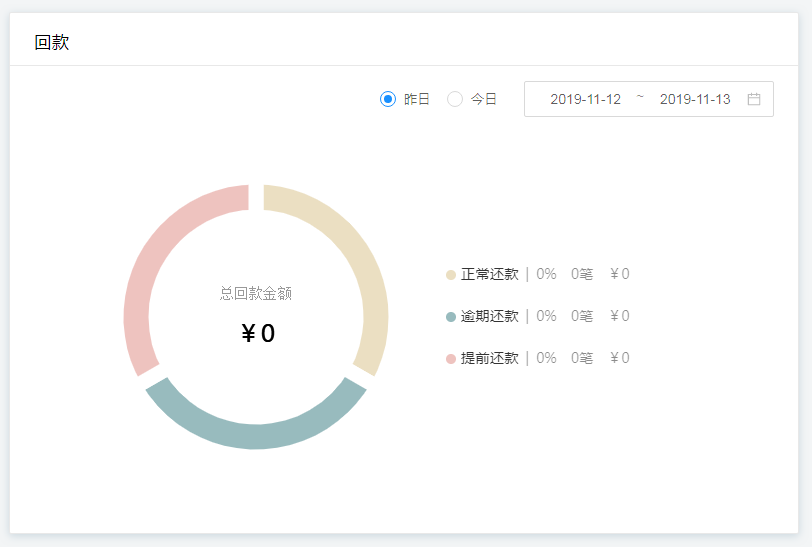 回款
昨日 今日 2019-11-12 ~ 2019-11-13
总回款金额
¥ 0
正常还款 | 0% 0笔 ¥ 0
逾期还款 | 0% 0笔 ¥ 0
提前还款 | 0% 0笔 ¥ 0